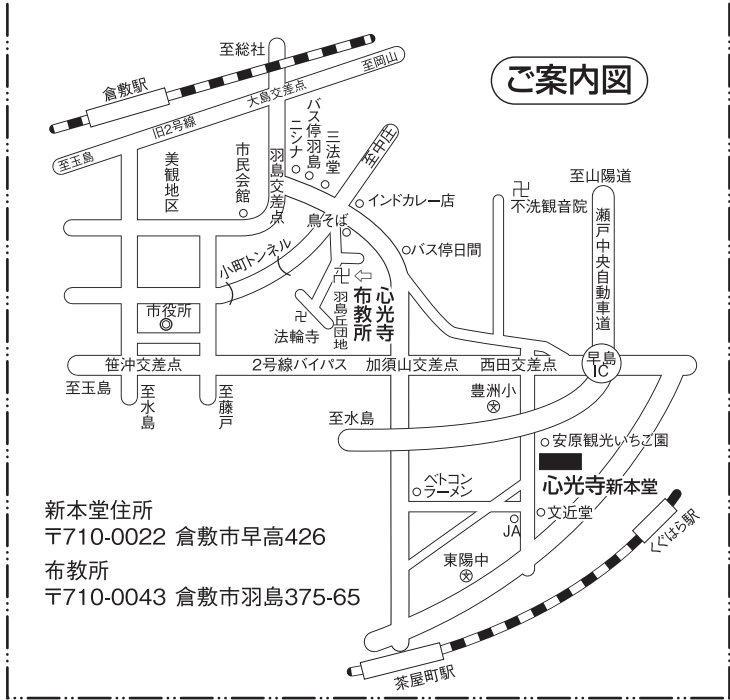 ご案内図
至総社
倉敷駅
至岡山
大島交差点
旧2号線
至玉島
美観地区
市民会館
羽島交差点
ニシナ
バス停羽島
三法堂
至中庄
インドカレー店
鳥そば
バス停日間
不洗観音院
至山陽道
瀬戸中央自動車道
小町トンネル
卍
卍
卍
⇦
心光寺
布教所
羽島丘団地
法輪寺
市役所
笹沖交差点
2号線バイパス
加須山交差点
西田交差点
早島
IC
至玉島
至水島
至藤戸
豊洲小
文
至水島
安原観光いちご園
心光寺新本堂
ベトコン
ラーメン
文近堂
JA
東陽中
文
くぐはら駅
茶屋町駅
新本堂住所
〒710-0022 倉敷市早高426
布教所
〒710-0043 倉敷市羽島375-65